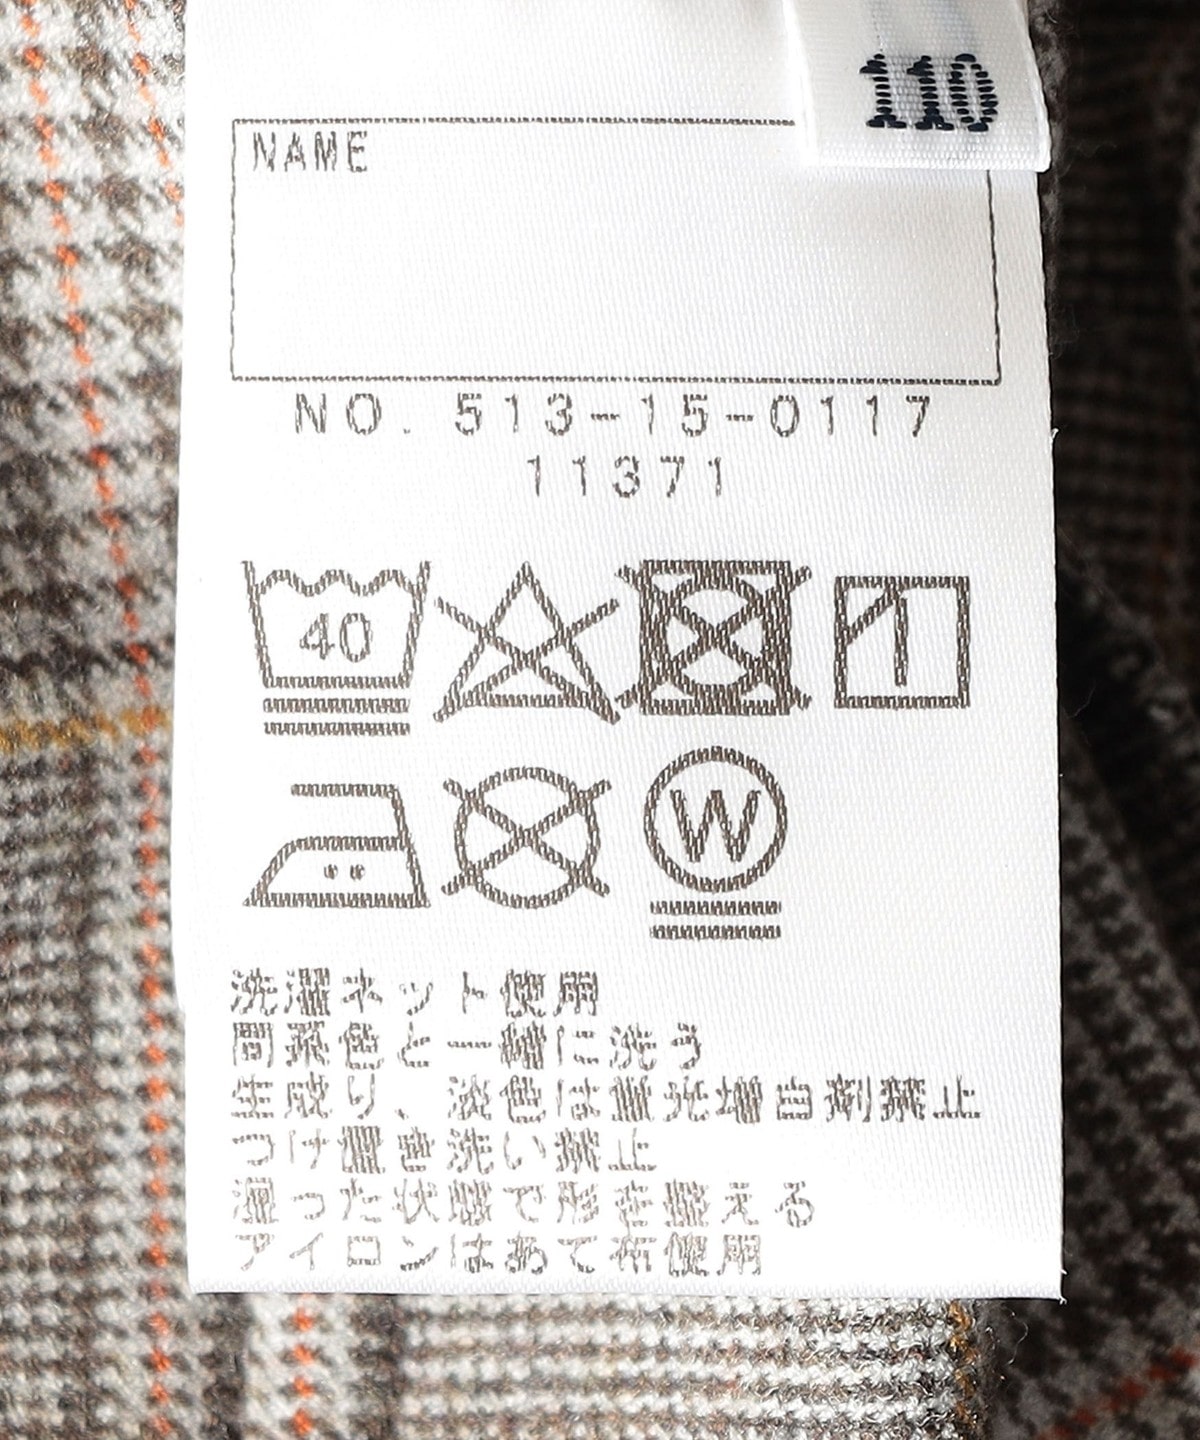 110
NAME
NO. 513-15-0117
11371
40
W
洗濯ネット使用
同系色と一緒に洗う
生成り、淡色は蛍光増白剤禁止
つけ置き洗い禁止
湿った状態で形を整える
アイロンはあて布使用